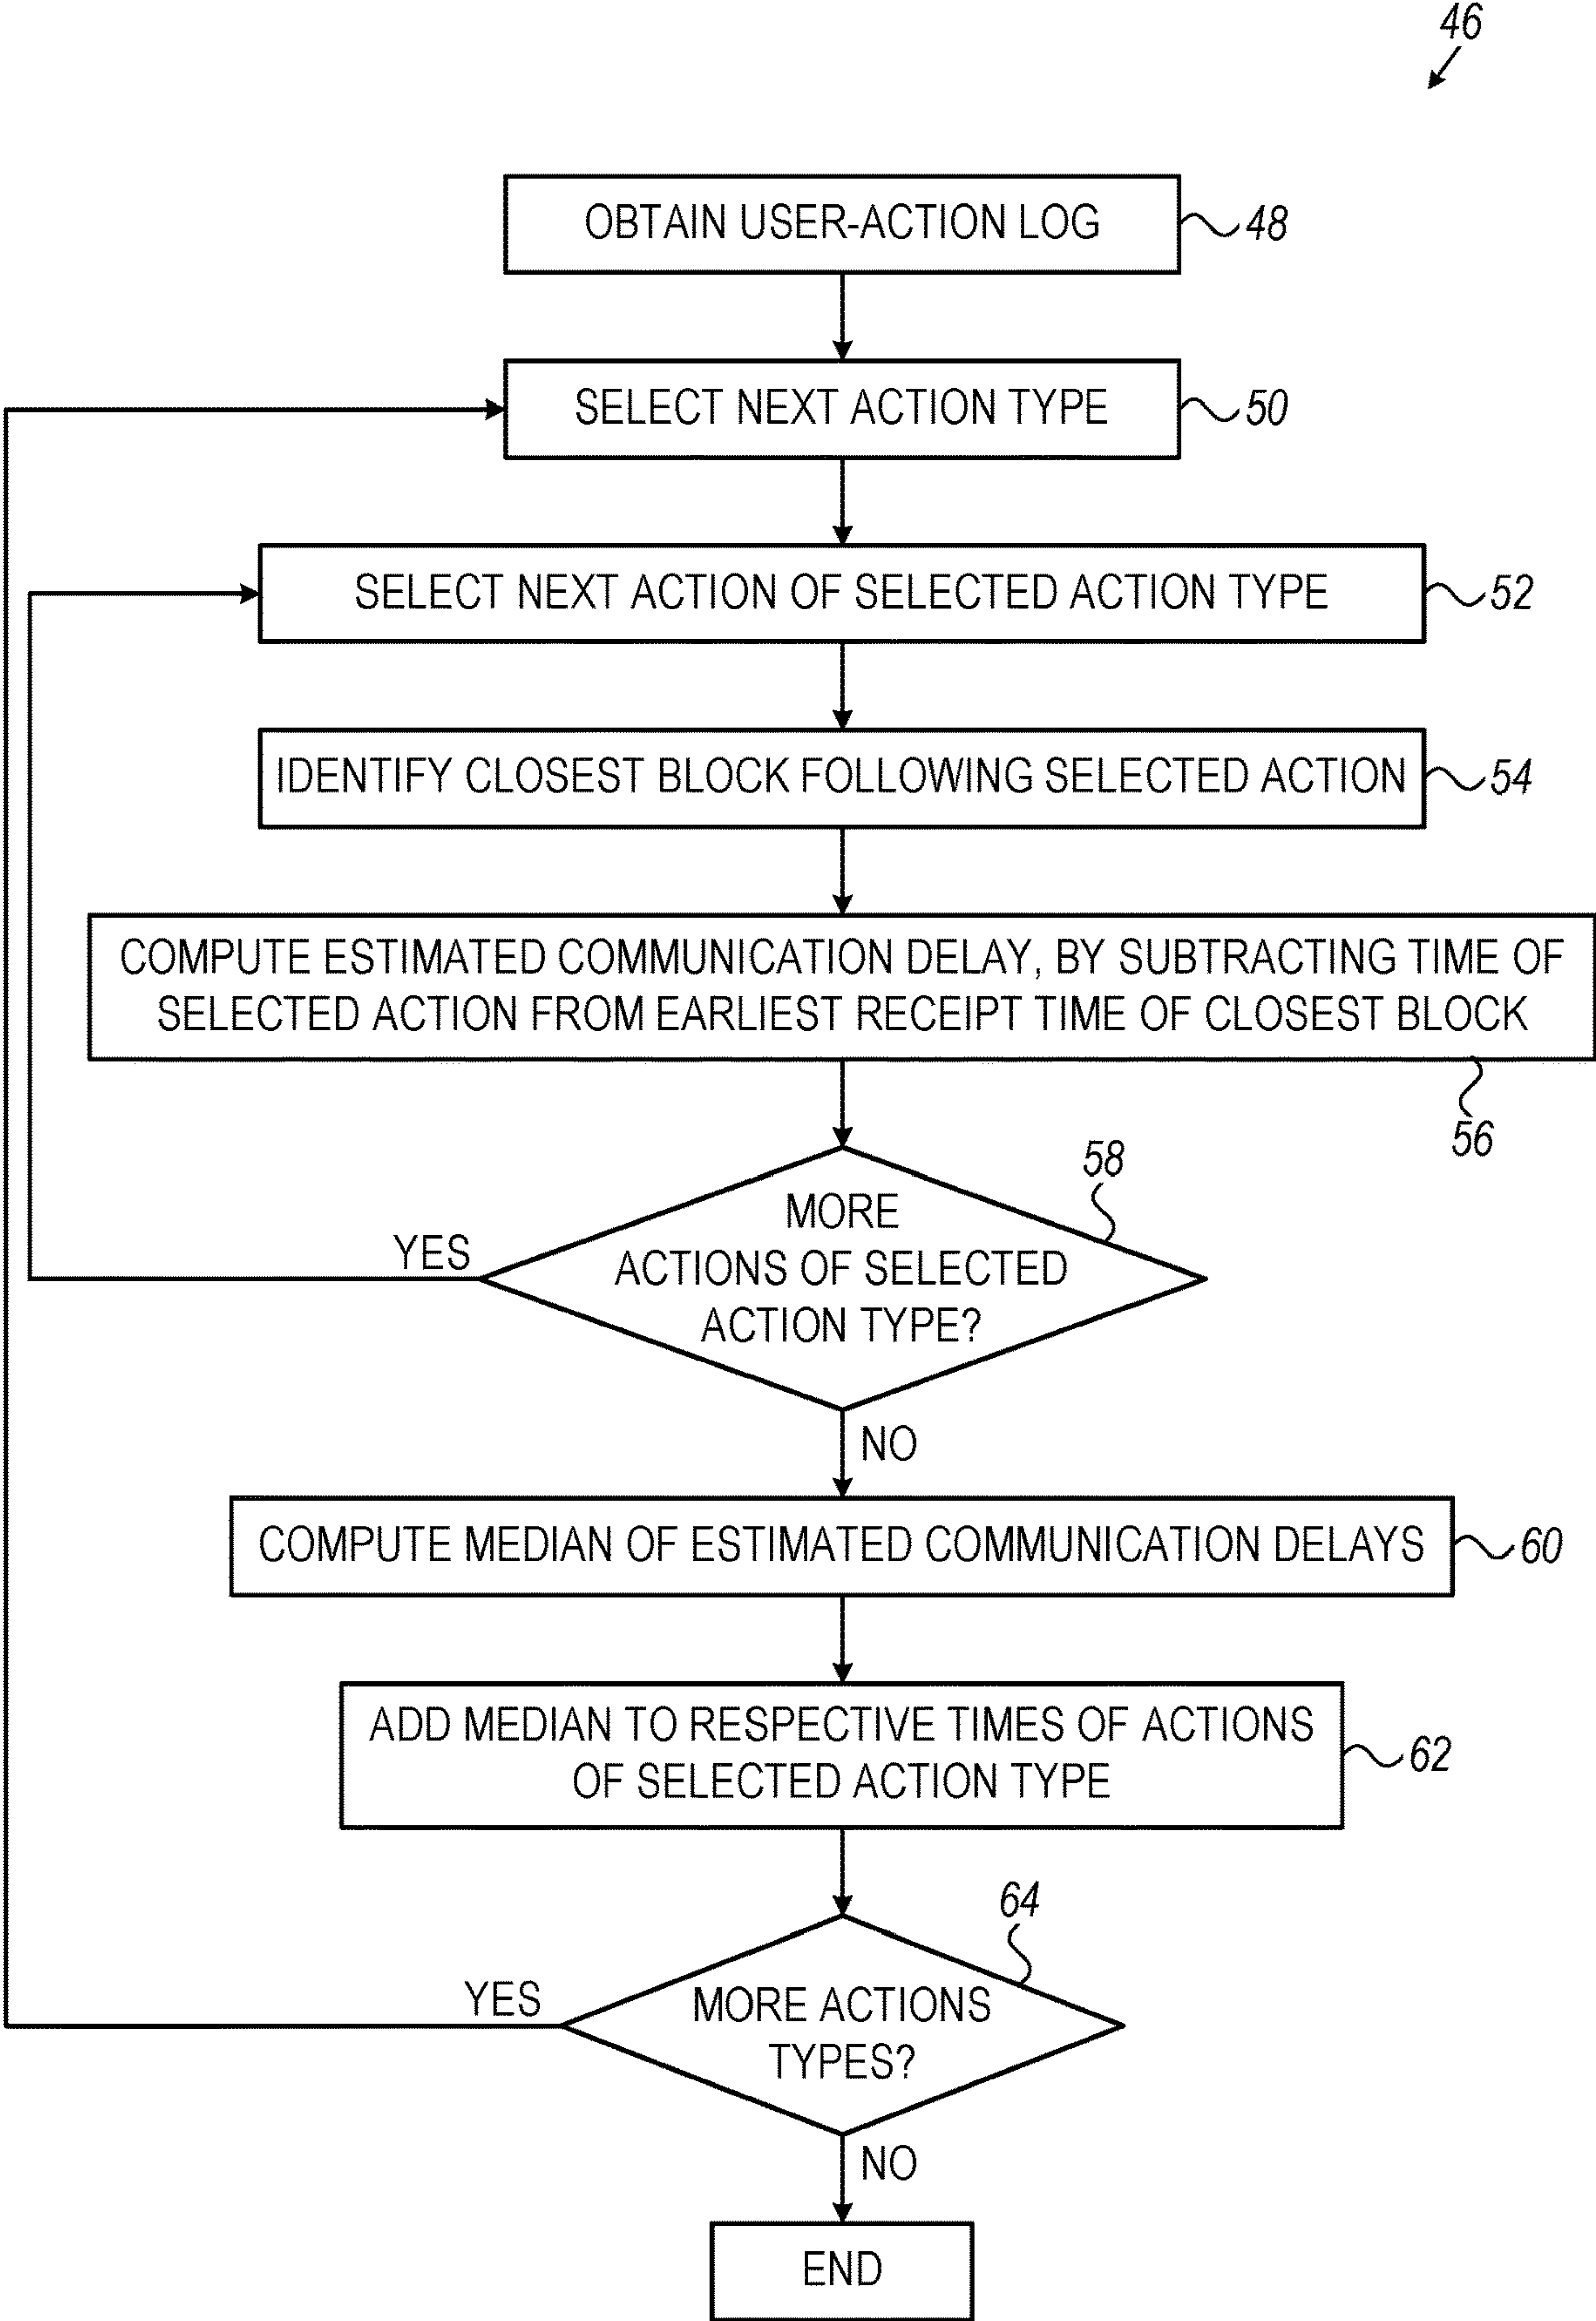 46
OBTAIN USER-ACTION LOG
48
SELECT NEXT ACTION TYPE
50
SELECT NEXT ACTION OF SELECTED ACTION TYPE
52
IDENTIFY CLOSEST BLOCK FOLLOWING SELECTED ACTION
54
COMPUTE ESTIMATED COMMUNICATION DELAY, BY SUBTRACTING TIME OF
SELECTED ACTION FROM EARLIEST RECEIPT TIME OF CLOSEST BLOCK
56
58
MORE
ACTIONS OF SELECTED
ACTION TYPE?
YES
NO
COMPUTE MEDIAN OF ESTIMATED COMMUNICATION DELAYS
60
ADD MEDIAN TO RESPECTIVE TIMES OF ACTIONS
OF SELECTED ACTION TYPE
62
64
MORE ACTIONS
TYPES?
YES
NO
END